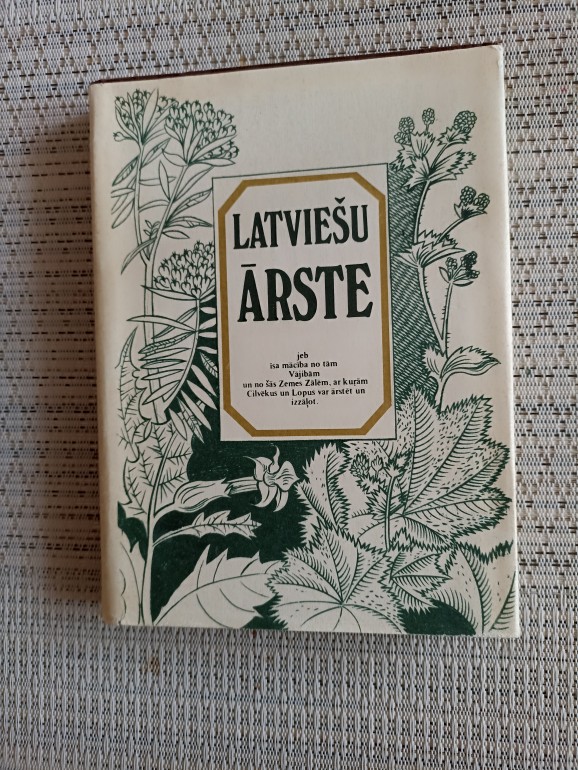 LATVIEŠU
ĀRSTE
jeb
īsa mācība no tām
Vājībām
un no šās Zemes Zālēm, ar kuŗām
Cilvēkus un Lopus var ārstēt un
izzāļot.